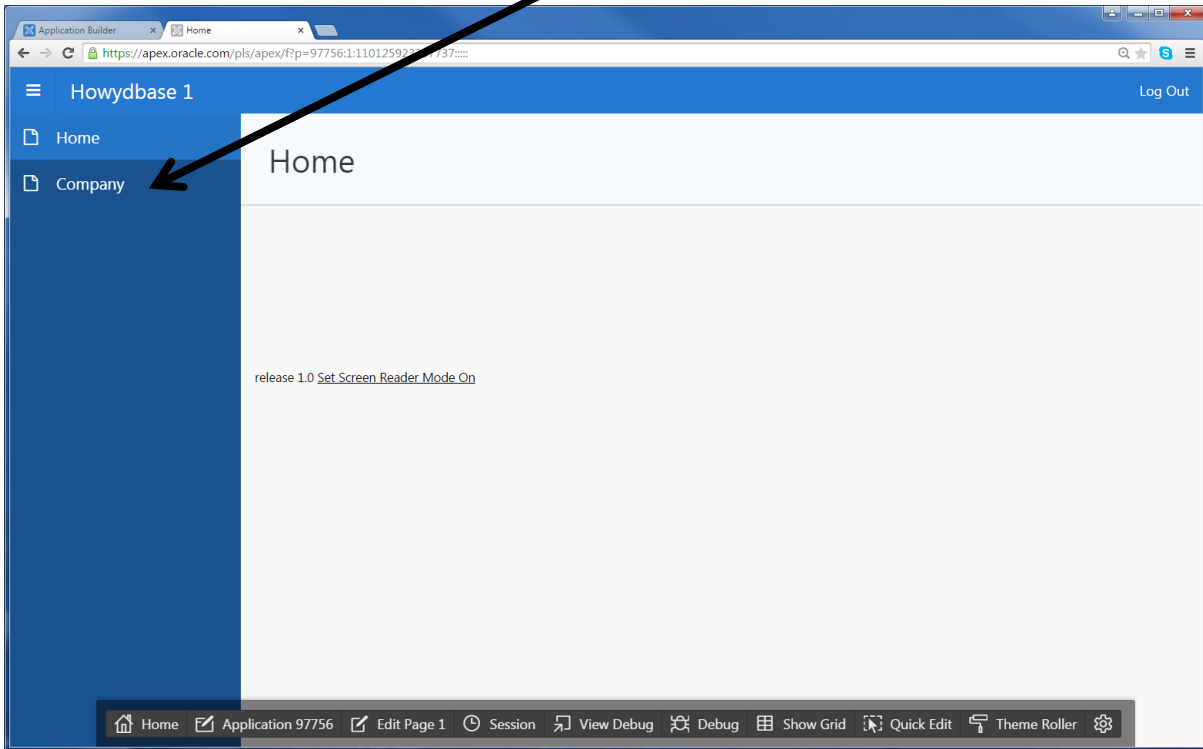 Application Builder
Home
https://apex.oracle.com/pls/apex/f?p=97756:1:110125923
737:::::
Howydbase 1
Log Out
Home
Company
Home
release 1.0 Set Screen Reader Mode On
Home Application 97756 Edit Page 1 Session View Debug Debug Show Grid Quick Edit Theme Roller